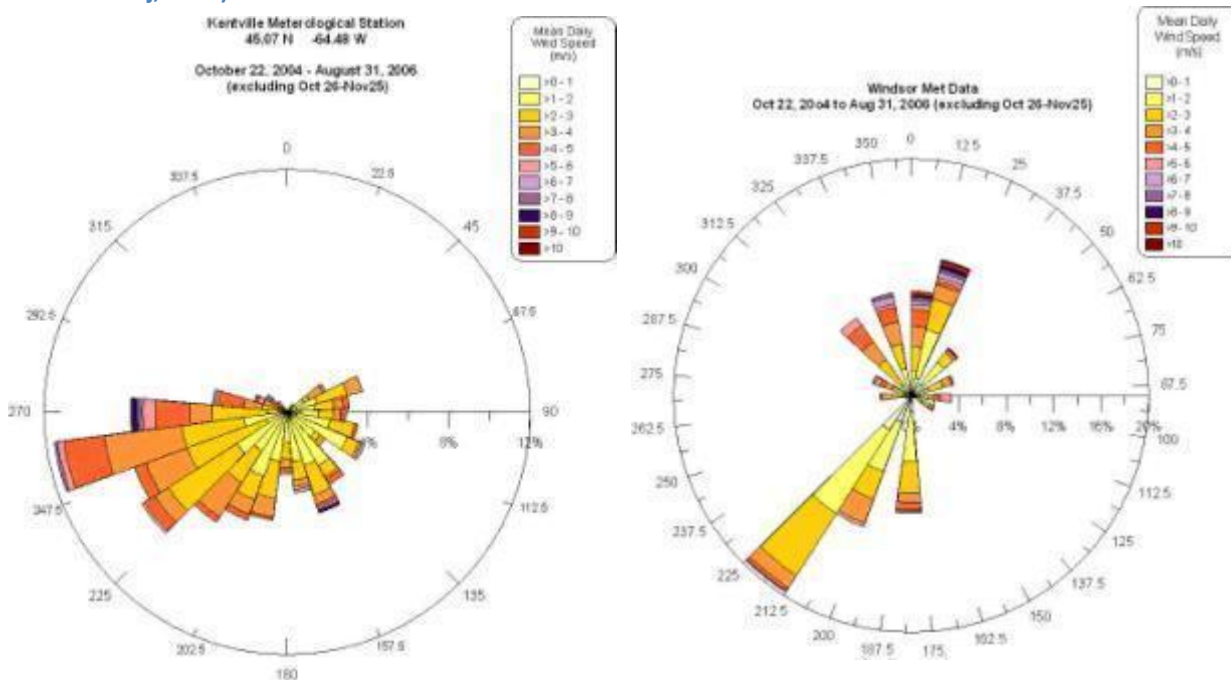 Kentville Meterological Station
45.07 N -64.48 W
October 22, 2004 - August 31, 2006
(excluding Oct 26-Nov25)
Mean Daily
Wind Speed
(m/s)
>0 - 1
>1 - 2
>2 - 3
>3 - 4
>4 - 5
>5 - 6
>6 - 7
>7 - 8
>8 - 9
>9 - 10
>10
0
22.5
45
67.5
90
112.5
135
157.5
180
202.5
225
247.5
270
292.5
315
337.5
8%
12%
Windsor Met Data
Oct 22, 20o4 to Aug 31, 2006 (excluding Oct 26-Nov25)
Mean Daily
Wind Speed
(m/s)
>0 - 1
>1 - 2
>2 - 3
>3 - 4
>4 - 5
>5 - 6
>6 - 7
>7 - 8
>8 - 9
>9 - 10
>10
0
12.5
25
37.5
50
62.5
75
87.5
100
112.5
125
137.5
150
162.5
175
187.5
200
212.5
225
237.5
250
262.5
275
287.5
300
312.5
325
337.5
350
4%
8%
12%
16%
20%